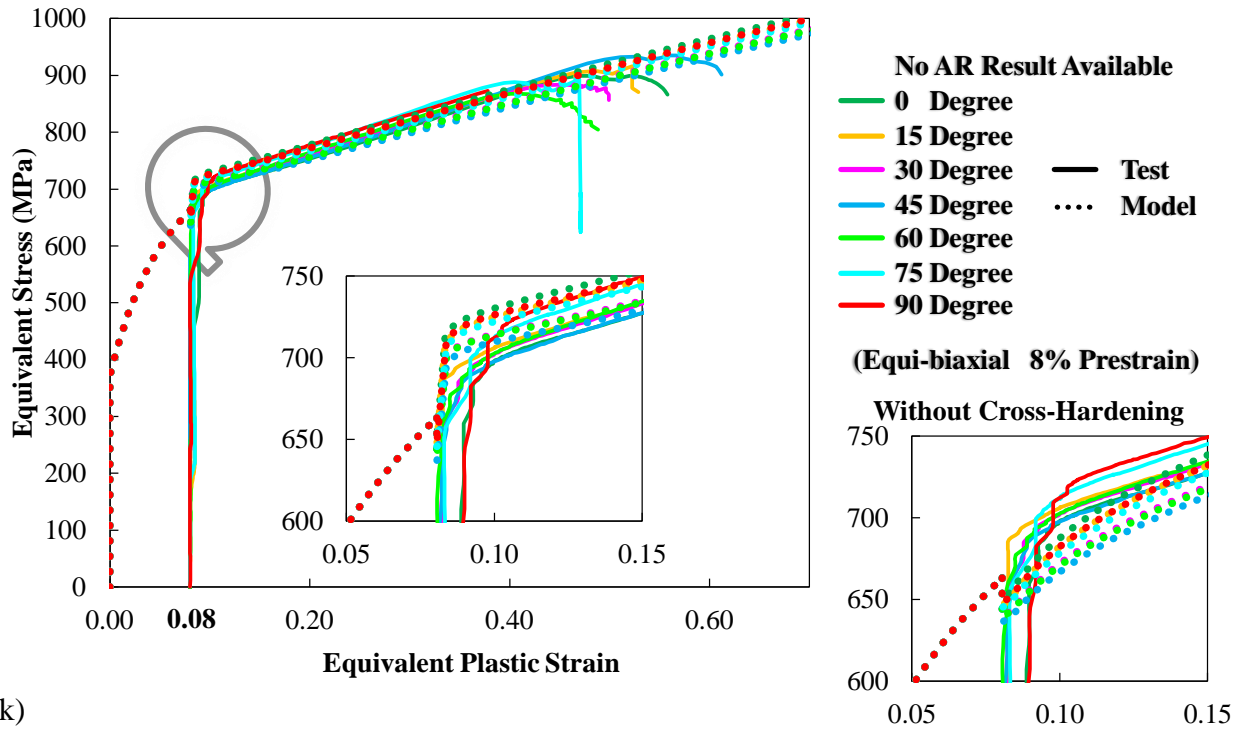 1000
900
800
700
600
500
400
300
200
100
0
Equivalent Stress (MPa)
0.00
0.08
0.20
0.40
0.60
Equivalent Plastic Strain
750
700
650
600
0.05
0.10
0.15
No AR Result Available
0 Degree
15 Degree
30 Degree
45 Degree
60 Degree
75 Degree
90 Degree
Test
Model
(Equi-biaxial 8% Prestrain)
Without Cross-Hardening
750
700
650
600
0.05
0.10
0.15
k)